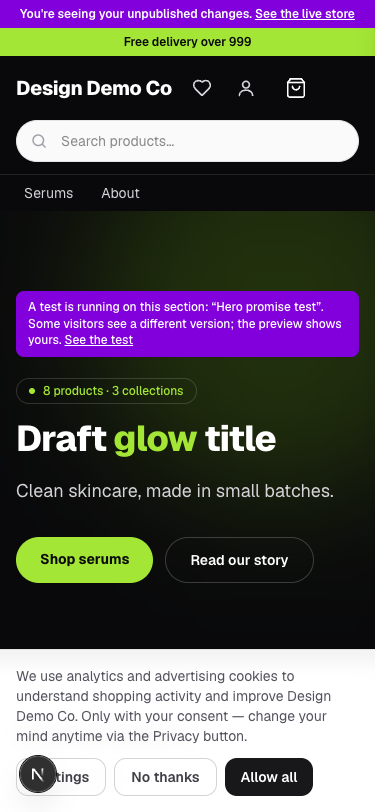 You're seeing your unpublished changes. See the live store
Free delivery over 999
Design Demo Co
Search products...
Serums About
A test is running on this section: “Hero promise test”.
Some visitors see a different version; the preview shows
yours. See the test
8 products · 3 collections
Draft glow title
Clean skincare, made in small batches.
Shop serums Read our story
We use analytics and advertising cookies to
understand shopping activity and improve Design
Demo Co. Only with your consent — change your
mind anytime via the Privacy button.
N tings No thanks Allow all